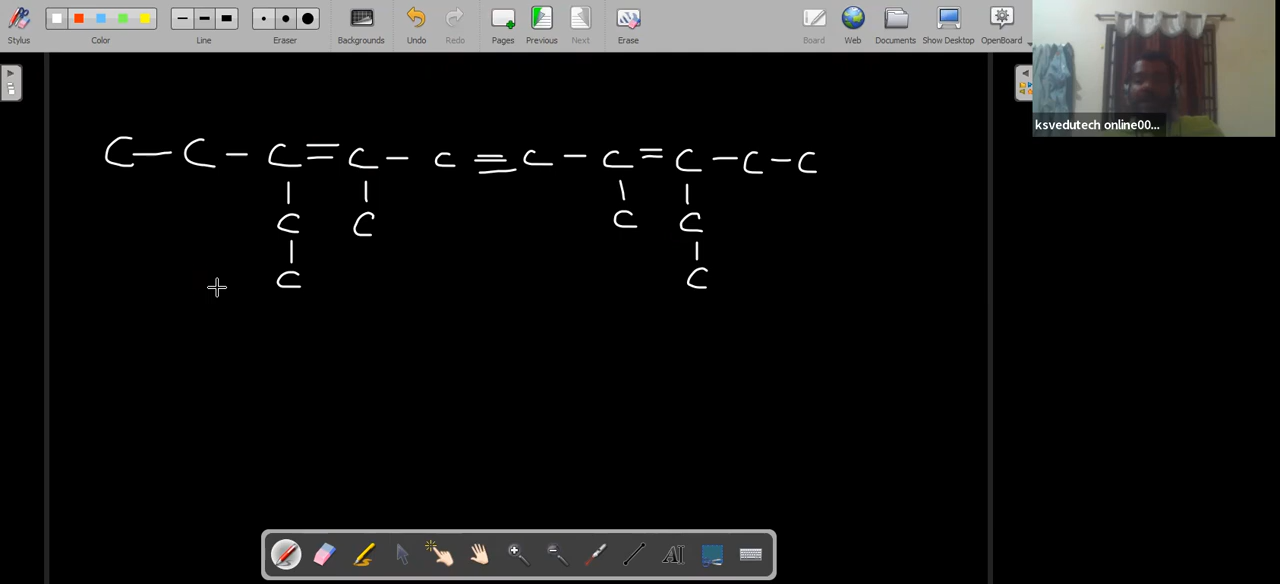 Stylus Color Line Eraser Backgrounds Undo Redo Pages Previous Next Erase Board Web Documents Show Desktop OpenBoard
ksvedutech online00...
C — C — C = C — C ≡ C — C = C — C — C
C C C C
C C
AI